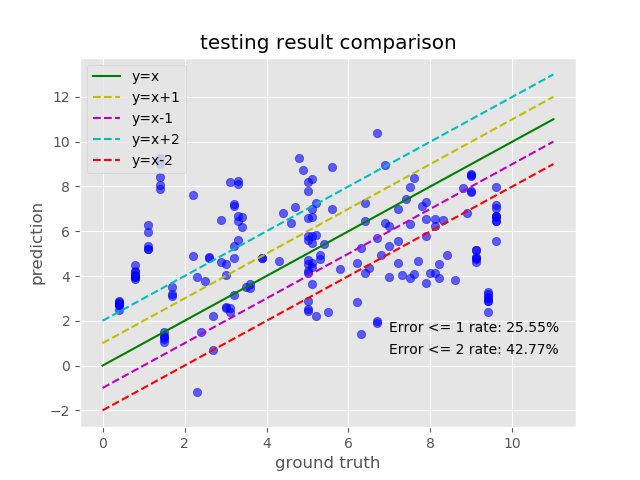 testing result comparison
y=x
y=x+1
y=x-1
y=x+2
y=x-2
12
10
8
6
4
2
0
−2
prediction
Error <= 1 rate: 25.55%
Error <= 2 rate: 42.77%
0 2 4 6 8 10
ground truth